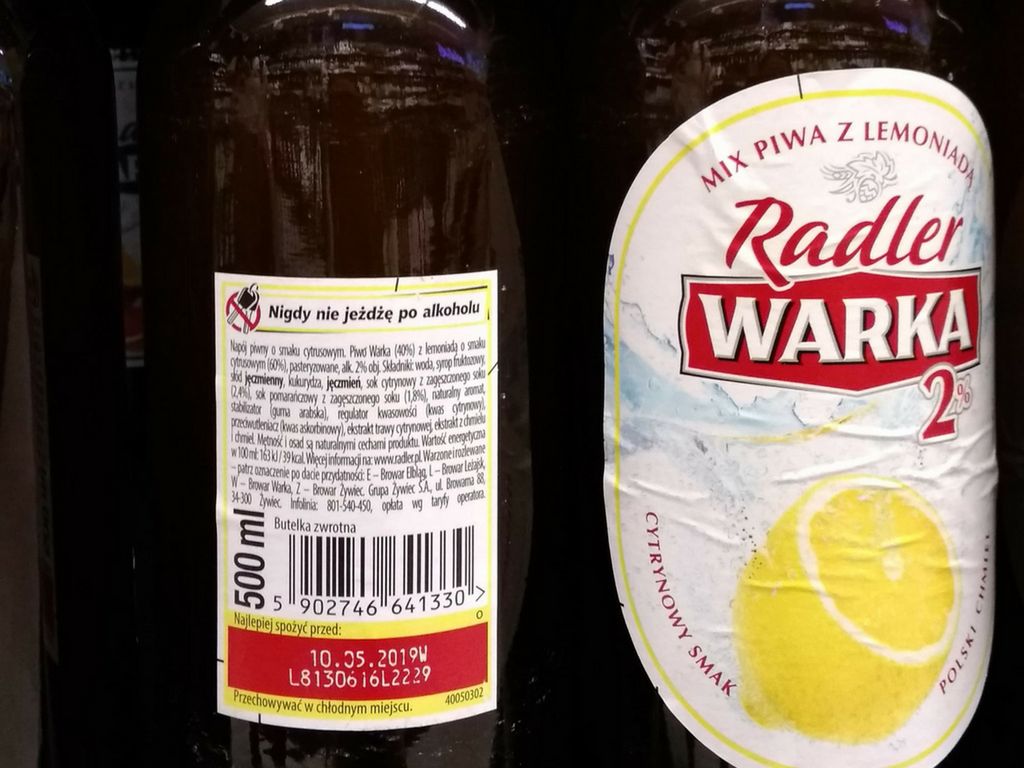 Nigdy nie jeżdżę po alkoholu
Napój piwny o smaku cytrusowym. Piwo Warka (40%) z lemoniadą o smaku
cytrusowym (60%), pasteryzowane, alk. 2% obj. Składniki: woda, syrop fruktozowy,
słód jęczmienny, kukurydza, jęczmień, sok cytrynowy z zagęszczonego soku
(2,4%), sok pomarańczowy z zagęszczonego soku (1,8%), naturalny aromat,
stabilizator (guma arabska), regulator kwasowości (kwas cytrynowy),
przeciwutleniacz (kwas askorbinowy), ekstrakt trawy cytrynowej, ekstrakt z chmielu
i chmiel. Mętność i osad są naturalnymi cechami produktu. Wartość energetyczna
w 100 ml: 163 kJ / 39 kcal. Więcej informacji na: www.radler.pl. Warzone i rozlewane
– patrz oznaczenie po dacie przydatności: E – Browar Elbląg, L – Browar Leżajsk,
W – Browar Warka, Z – Browar Żywiec. Grupa Żywiec S.A., ul. Browarna 88,
34-300 Żywiec. Infolinia: 801-540-450, opłata wg taryfy operatora.
Butelka zwrotna
500 ml
5 902746 641330 >
Najlepiej spożyć przed:
10.05.2019W
L8130616L2229
Przechowywać w chłodnym miejscu.
40050302
MIX PIWA Z LEMONIADĄ
Radler
WARKA
2%
CYTRYNOWY SMAK
POLSKI CHMIEL